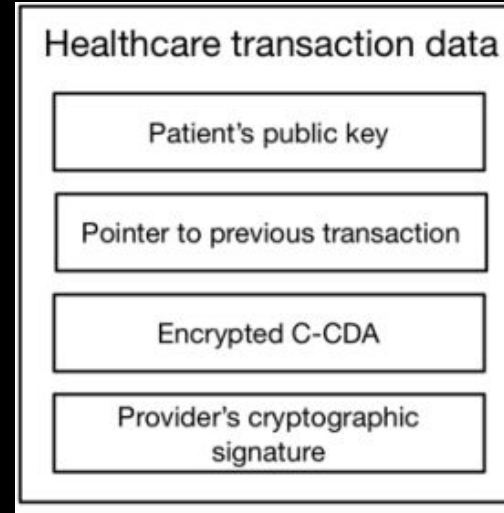 Healthcare transaction data
Patient's public key
Pointer to previous transaction
Encrypted C-CDA
Provider's cryptographic
signature